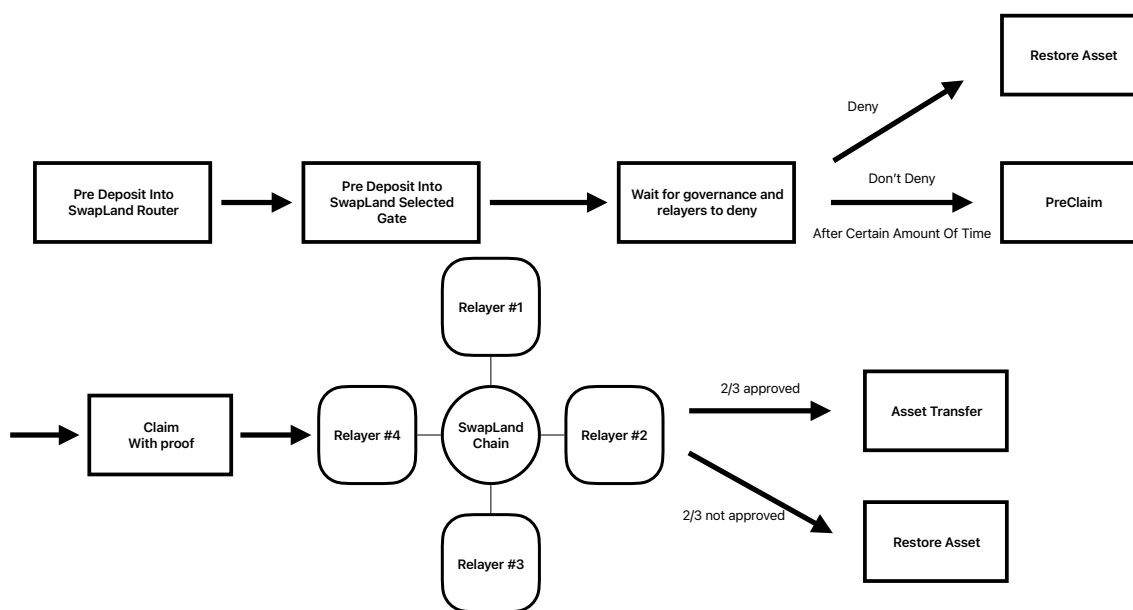 Restore Asset
Deny
Pre Deposit Into
SwapLand Router
Pre Deposit Into
SwapLand Selected
Gate
Wait for governance and
relayers to deny
Don't Deny
After Certain Amount Of Time
PreClaim
Relayer #1
Claim
With proof
Relayer #4
SwapLand
Chain
Relayer #2
Relayer #3
2/3 approved
Asset Transfer
2/3 not approved
Restore Asset